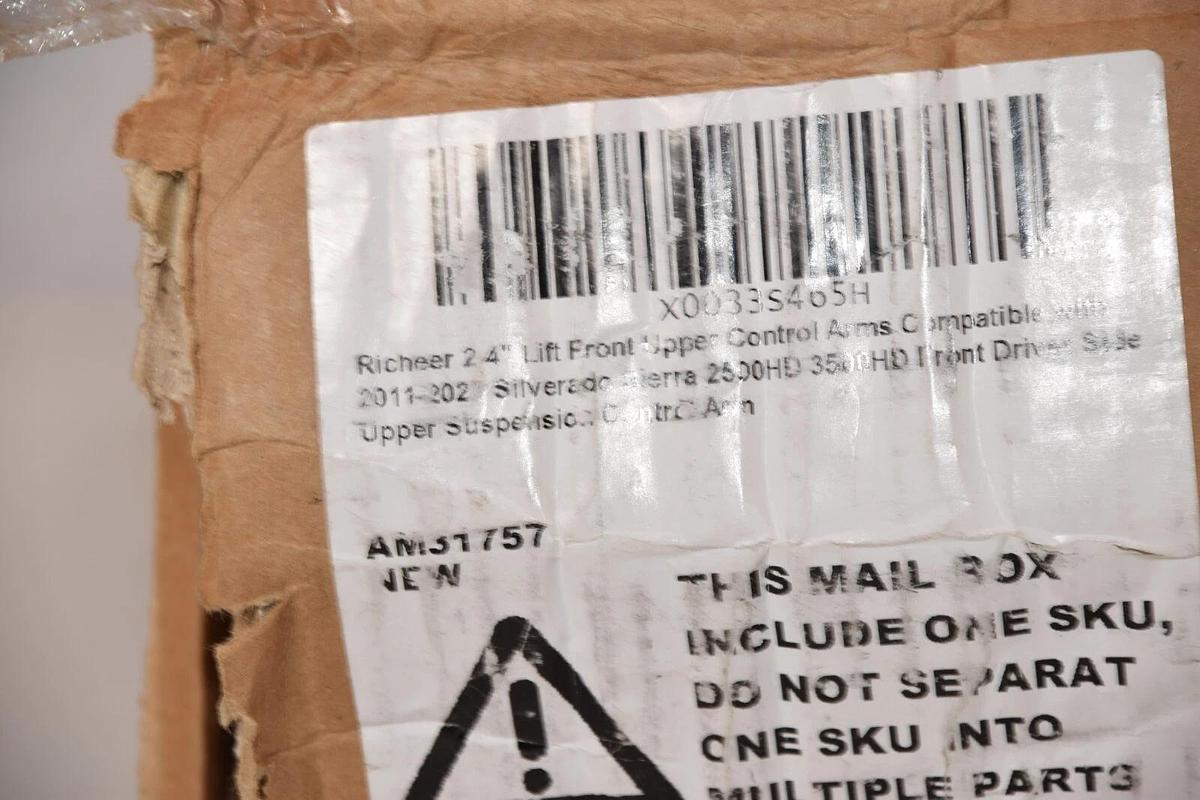 X0033S465H
Richeer 2-4" Lift Front Upper Control Arms Compatible with
Silverado Sierra 2500HD 3500HD Front Driver Side
Upper Suspension Control Arm
AM31757
NEW
THIS MAIL BOX
INCLUDE ONE SKU,
DO NOT SEPARAT
ONE SKU INTO
MULTIPLE PARTS